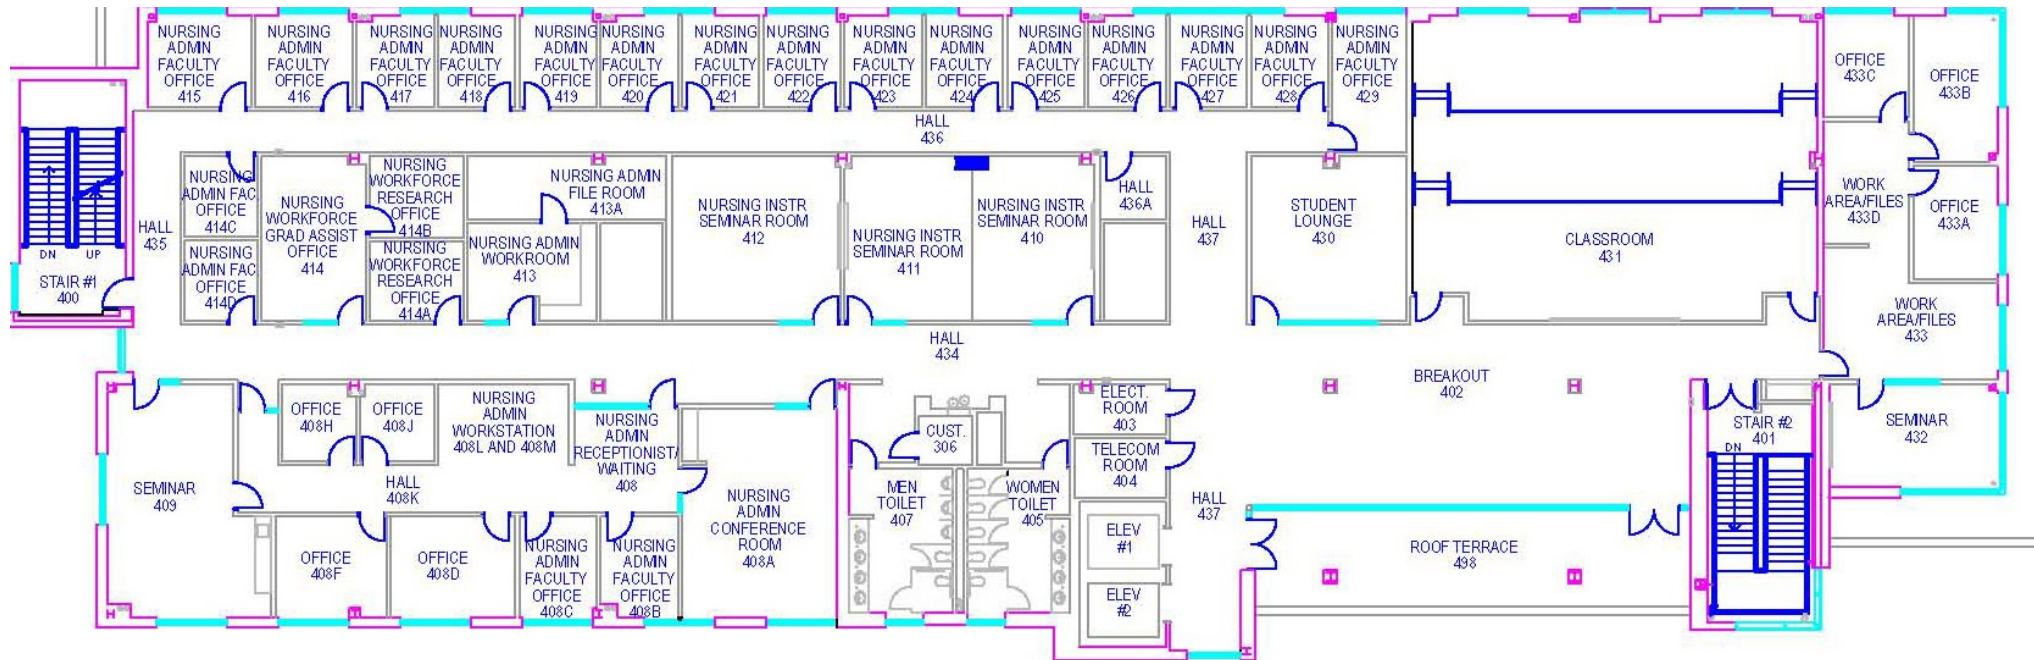 NURSING
ADMIN
FACULTY
OFFICE
415
NURSING
ADMIN
FACULTY
OFFICE
416
NURSING
ADMIN
FACULTY
OFFICE
417
NURSING
ADMIN
FACULTY
OFFICE
418
NURSING
ADMIN
FACULTY
OFFICE
419
NURSING
ADMIN
FACULTY
OFFICE
420
NURSING
ADMIN
FACULTY
OFFICE
421
NURSING
ADMIN
FACULTY
OFFICE
422
NURSING
ADMIN
FACULTY
OFFICE
423
NURSING
ADMIN
FACULTY
OFFICE
424
NURSING
ADMIN
FACULTY
OFFICE
425
NURSING
ADMIN
FACULTY
OFFICE
426
NURSING
ADMIN
FACULTY
OFFICE
427
NURSING
ADMIN
FACULTY
OFFICE
428
NURSING
ADMIN
FACULTY
OFFICE
429
OFFICE
433C
OFFICE
433B
HALL
436
DN
UP
STAIR #1
400
HALL
435
NURSING
ADMIN FAC
OFFICE
414C
NURSING
ADMIN FAC
OFFICE
414D
NURSING
WORKFORCE
GRAD ASSIST
OFFICE
414
NURSING
WORKFORCE
RESEARCH
OFFICE
414B
NURSING
WORKFORCE
RESEARCH
OFFICE
414A
NURSING ADMIN
FILE ROOM
413A
NURSING ADMIN
WORKROOM
413
NURSING INSTR
SEMINAR ROOM
412
NURSING INSTR
SEMINAR ROOM
411
NURSING INSTR
SEMINAR ROOM
410
HALL
436A
HALL
437
STUDENT
LOUNGE
430
CLASSROOM
431
WORK
AREA/FILES
433D
OFFICE
433A
WORK
AREA/FILES
433
HALL
434
BREAKOUT
402
SEMINAR
409
OFFICE
408H
OFFICE
408J
NURSING
ADMIN
WORKSTATION
408L AND 408M
NURSING
ADMIN
RECEPTIONIST/
WAITING
408
HALL
408K
OFFICE
408F
OFFICE
408D
NURSING
ADMIN
FACULTY
OFFICE
408C
NURSING
ADMIN
FACULTY
OFFICE
408B
NURSING
ADMIN
CONFERENCE
ROOM
408A
MEN
TOILET
407
CUST.
306
WOMEN
TOILET
405
ELECT.
ROOM
403
TELECOM
ROOM
404
ELEV
#1
ELEV
#2
HALL
437
ROOF TERRACE
498
STAIR #2
401
DN
SEMINAR
432